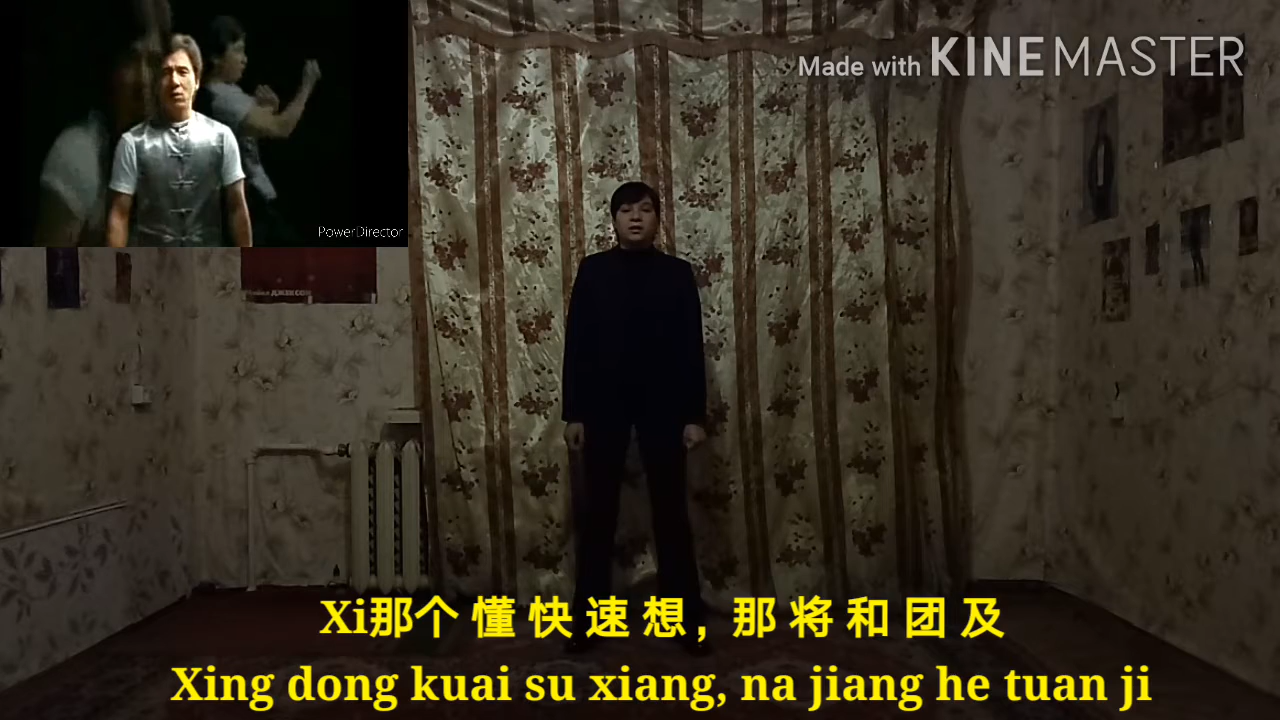 Made with KINEMASTER
PowerDirector
ДЖЕКСОН
Xi那个 懂 快 速 想，那 将 和 团 及
Xing dong kuai su xiang, na jiang he tuan ji